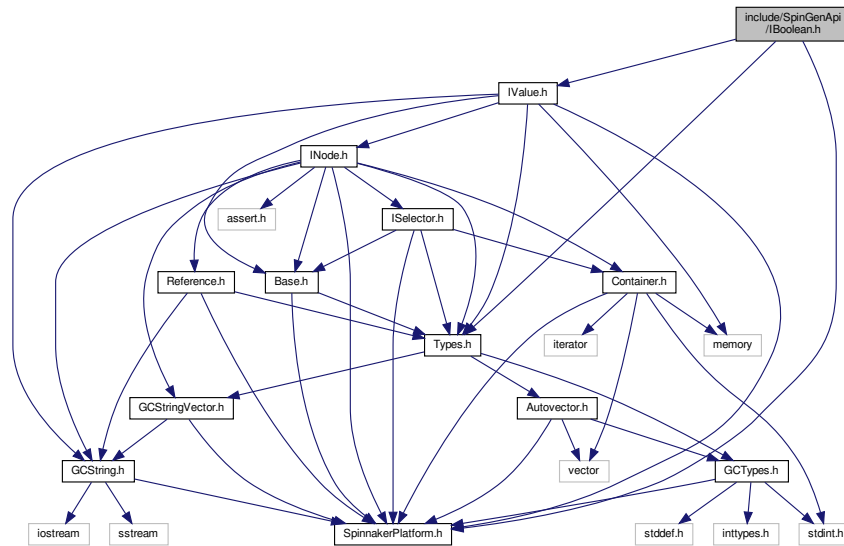 include/SpinGenApi
/IBoolean.h
IValue.h
INode.h
assert.h
ISelector.h
Reference.h
Base.h
Container.h
Types.h
iterator
memory
GCStringVector.h
Autovector.h
GCString.h
vector
GCTypes.h
iostream
sstream
SpinnakerPlatform.h
stddef.h
inttypes.h
stdint.h